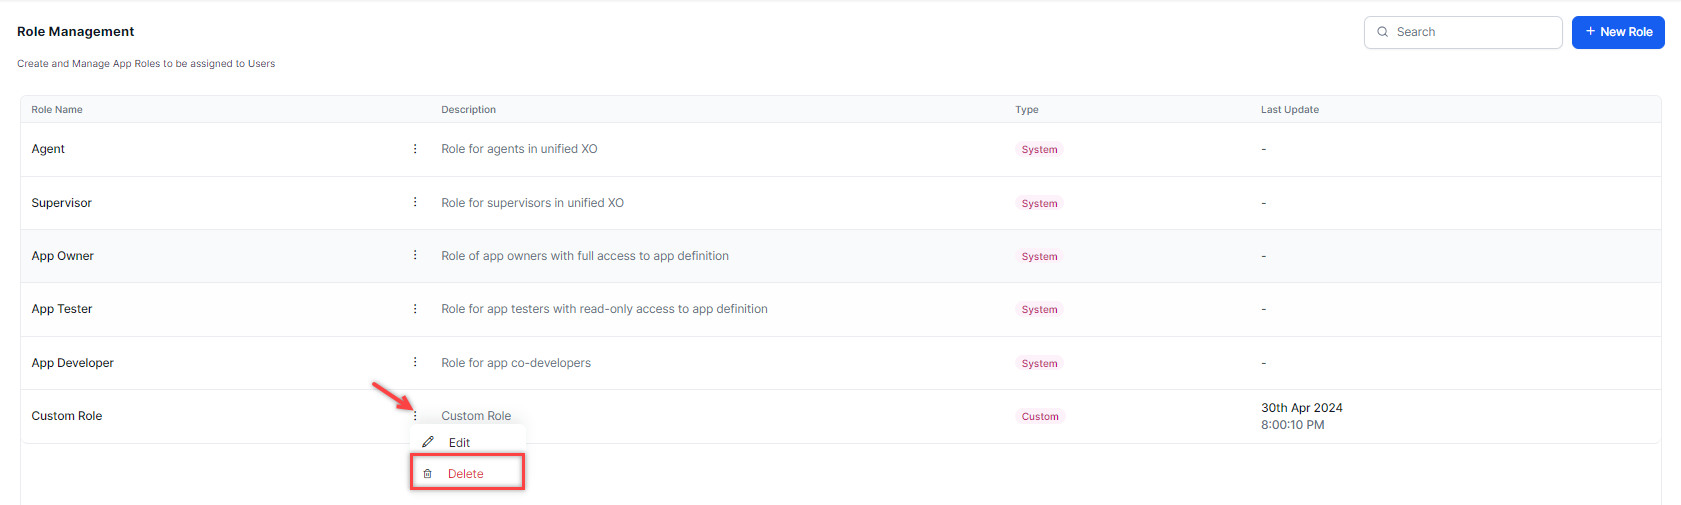 Role Management
Search
+ New Role
Create and Manage App Roles to be assigned to Users
Role Name Description Type Last Update
Agent Role for agents in unified XO System -
Supervisor Role for supervisors in unified XO System -
App Owner Role of app owners with full access to app definition System -
App Tester Role for app testers with read-only access to app definition System -
App Developer Role for app co-developers System -
Custom Role Custom Role Custom 30th Apr 2024
8:00:10 PM
Edit
Delete